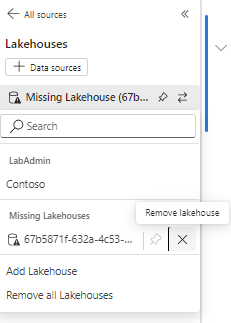 All sources
Lakehouses
Data sources
Missing Lakehouse (67b...
Search
LabAdmin
Contoso
Missing Lakehouses
Remove lakehouse
67b5871f-632a-4c53-...
Add Lakehouse
Remove all Lakehouses